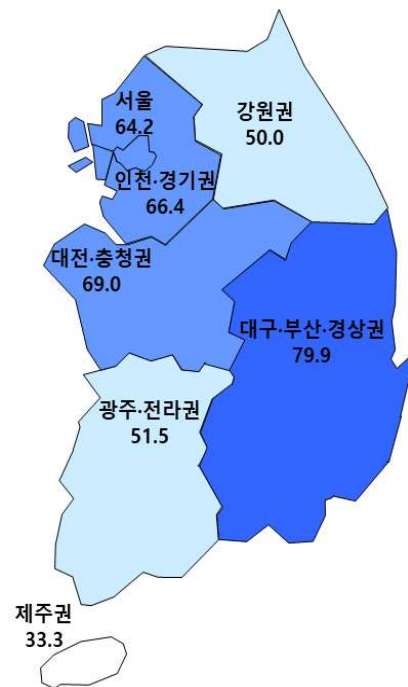 서울
64.2
강원권
50.0
인천·경기권
66.4
대전·충청권
69.0
대구·부산·경상권
79.9
광주·전라권
51.5
제주권
33.3